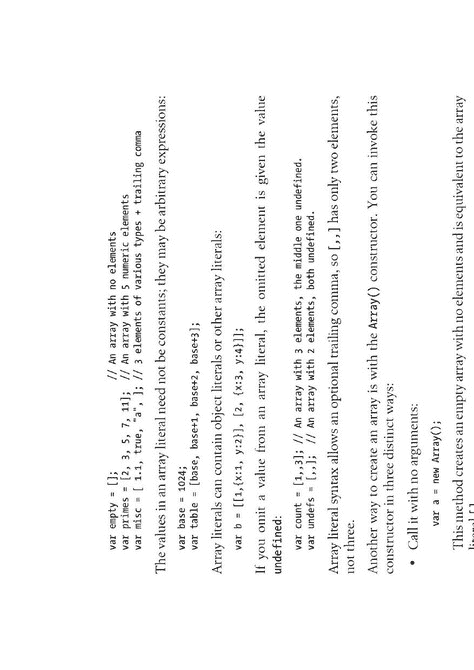 var empty = []; // An array with no elements
var primes = [2, 3, 5, 7, 11]; // An array with 5 numeric elements
var misc = [ 1.1, true, "a", ]; // 3 elements of various types + trailing comma
The values in an array literal need not be constants; they may be arbitrary expressions:
var base = 1024;
var table = [base, base+1, base+2, base+3];
Array literals can contain object literals or other array literals:
var b = [[1,{x:1, y:2}], [2, {x:3, y:4}]];
If you omit a value from an array literal, the omitted element is given the value
undefined:
var count = [1,,3]; // An array with 3 elements, the middle one undefined.
var undefs = [,,]; // An array with 2 elements, both undefined.
Array literal syntax allows an optional trailing comma, so [,,] has only two elements,
not three.
Another way to create an array is with the Array() constructor. You can invoke this
constructor in three distinct ways:
• Call it with no arguments:
var a = new Array();
This method creates an empty array with no elements and is equivalent to the array
literal []